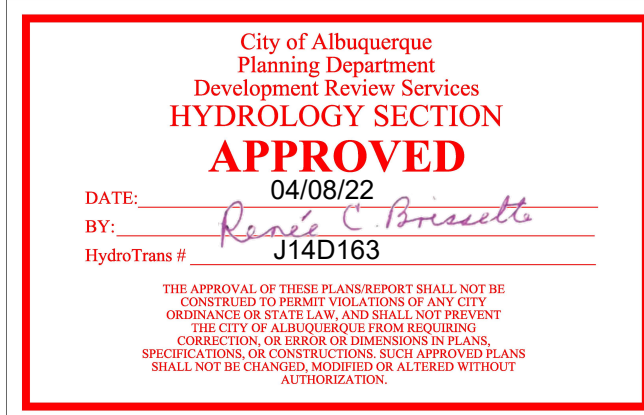 City of Albuquerque
Planning Department
Development Review Services
HYDROLOGY SECTION
APPROVED
DATE: 04/08/22
BY: Renée C. Brissette
HydroTrans # J14D163
THE APPROVAL OF THESE PLANS/REPORT SHALL NOT BE
CONSTRUED TO PERMIT VIOLATIONS OF ANY CITY
ORDINANCE OR STATE LAW, AND SHALL NOT PREVENT
THE CITY OF ALBUQUERQUE FROM REQUIRING
CORRECTION, OR ERROR OR DIMENSIONS IN PLANS,
SPECIFICATIONS, OR CONSTRUCTIONS. SUCH APPROVED PLANS
SHALL NOT BE CHANGED, MODIFIED OR ALTERED WITHOUT
AUTHORIZATION.